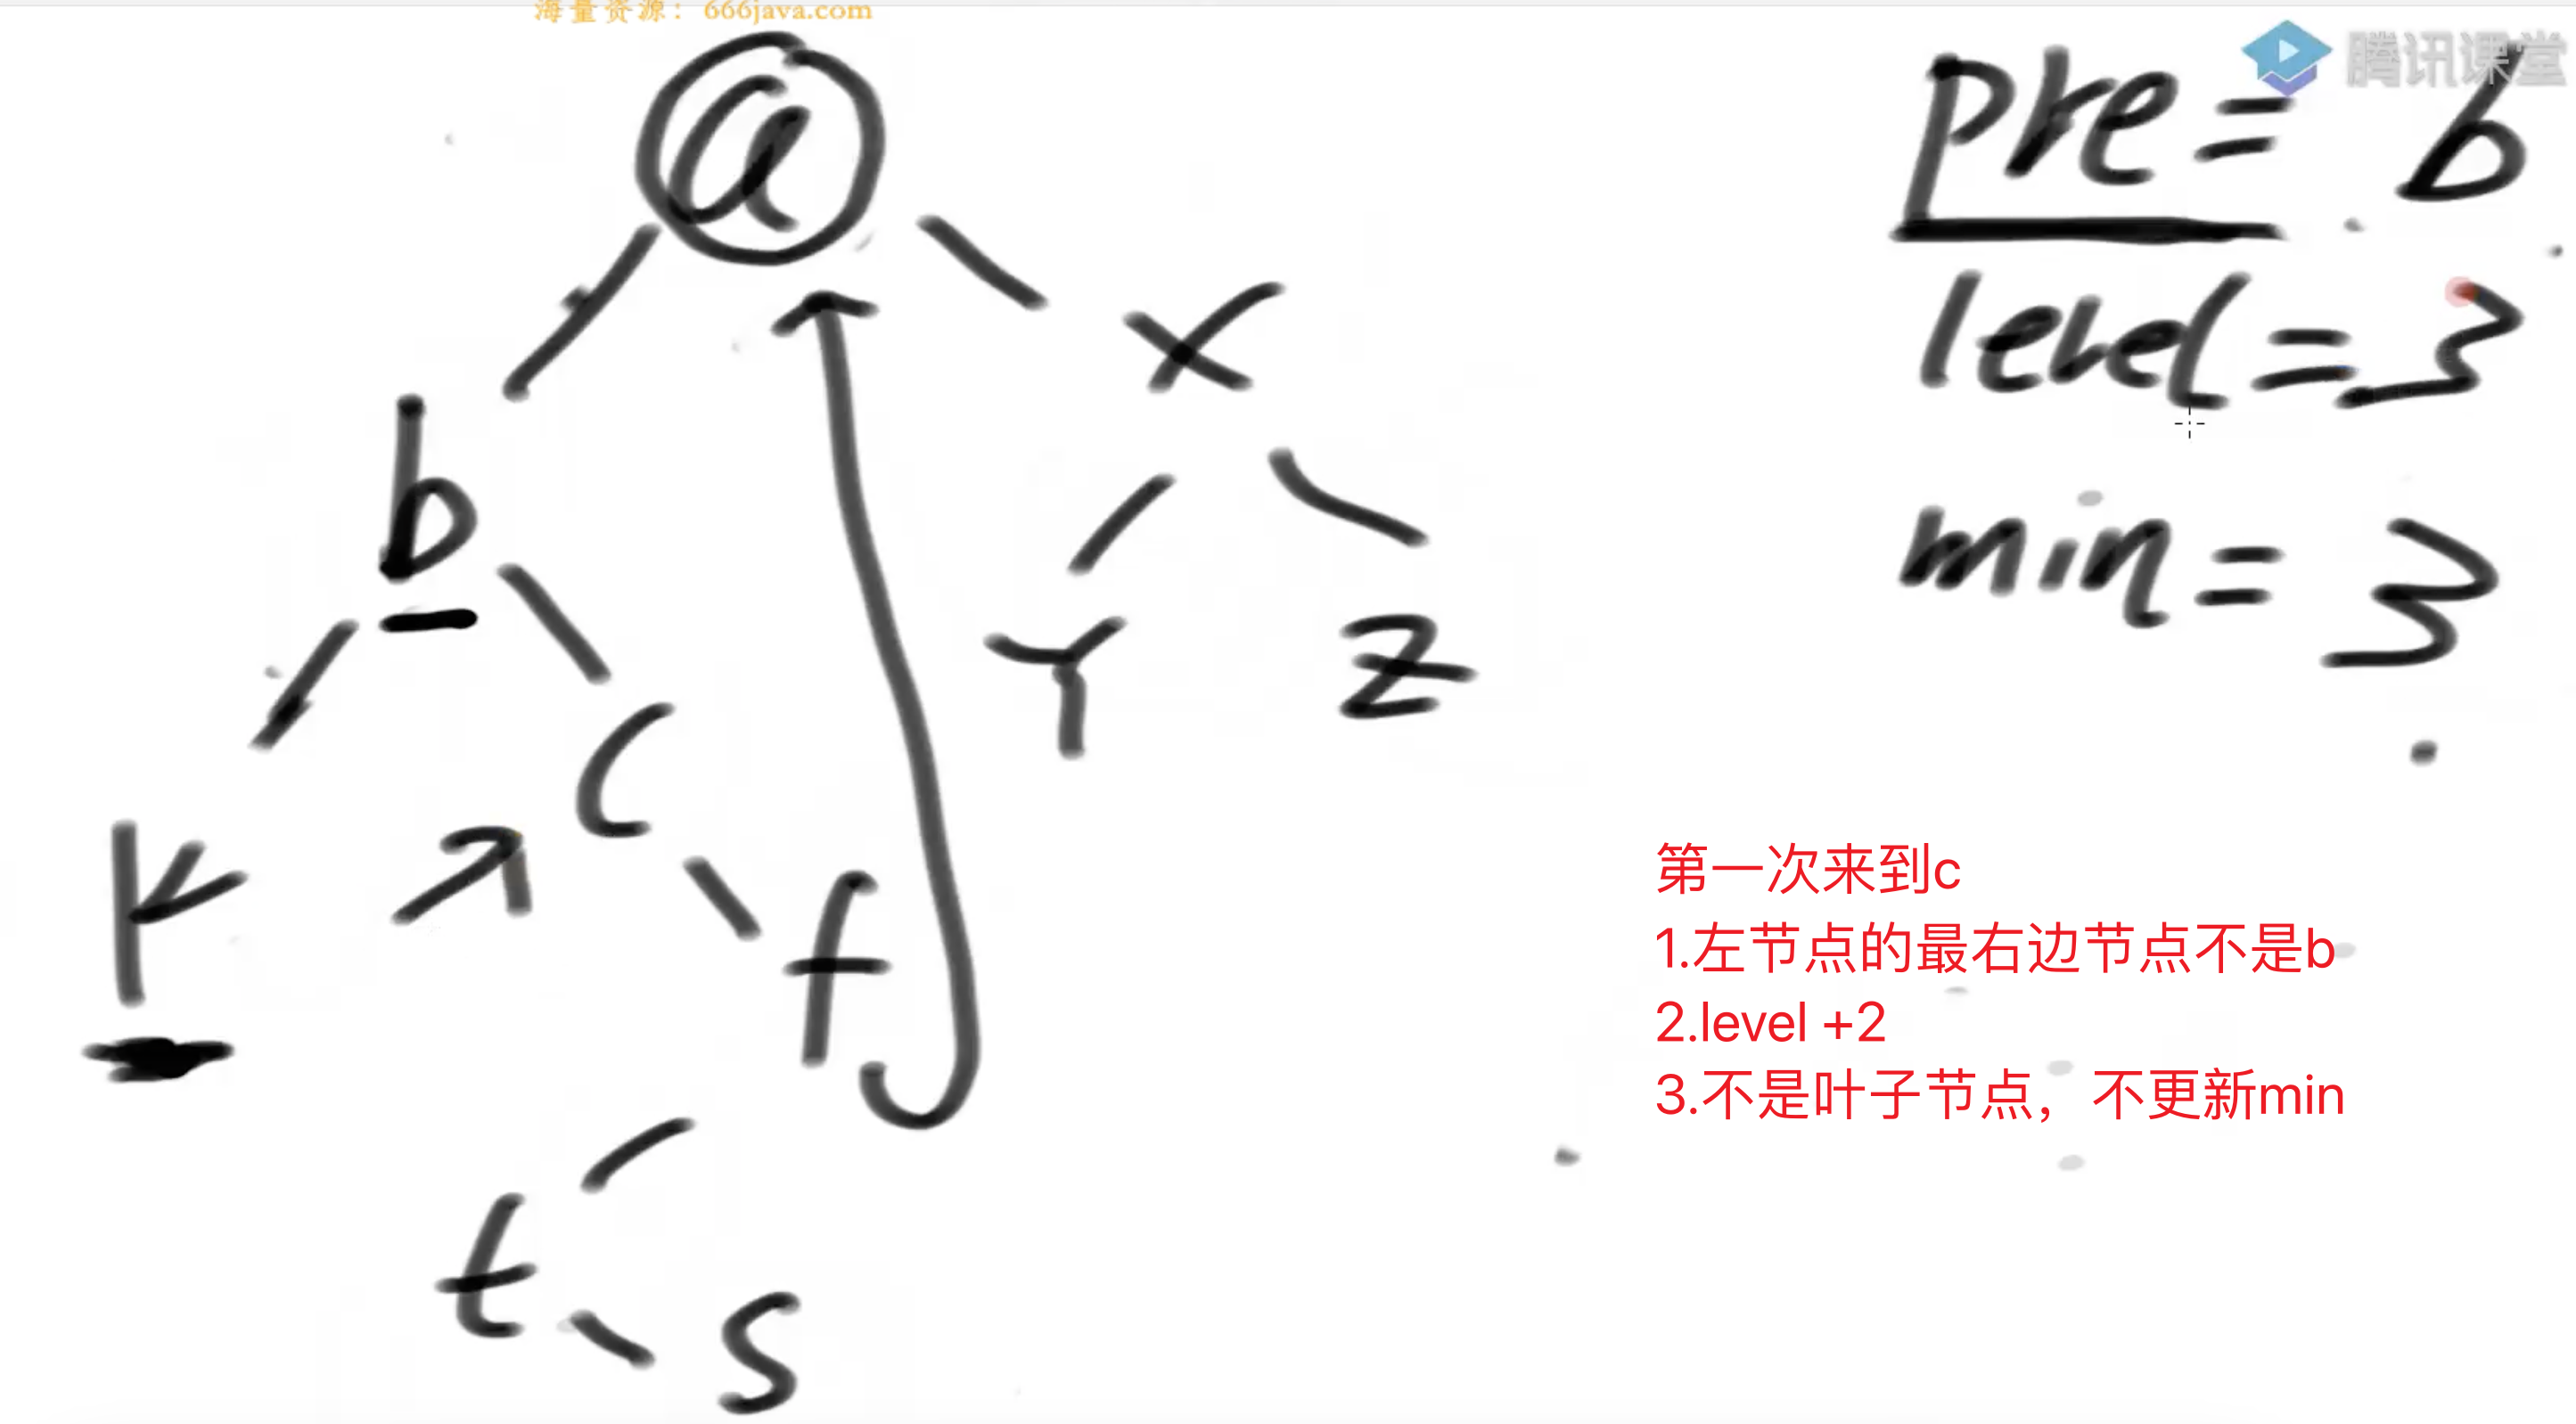 海量资源：666java.com
腾讯课堂
a
pre = b
x
level = 3
b
min = 3
Y
Z
c
k
f
第一次来到c
1.左节点的最右边节点不是b
2.level +2
3.不是叶子节点，不更新min
t
s